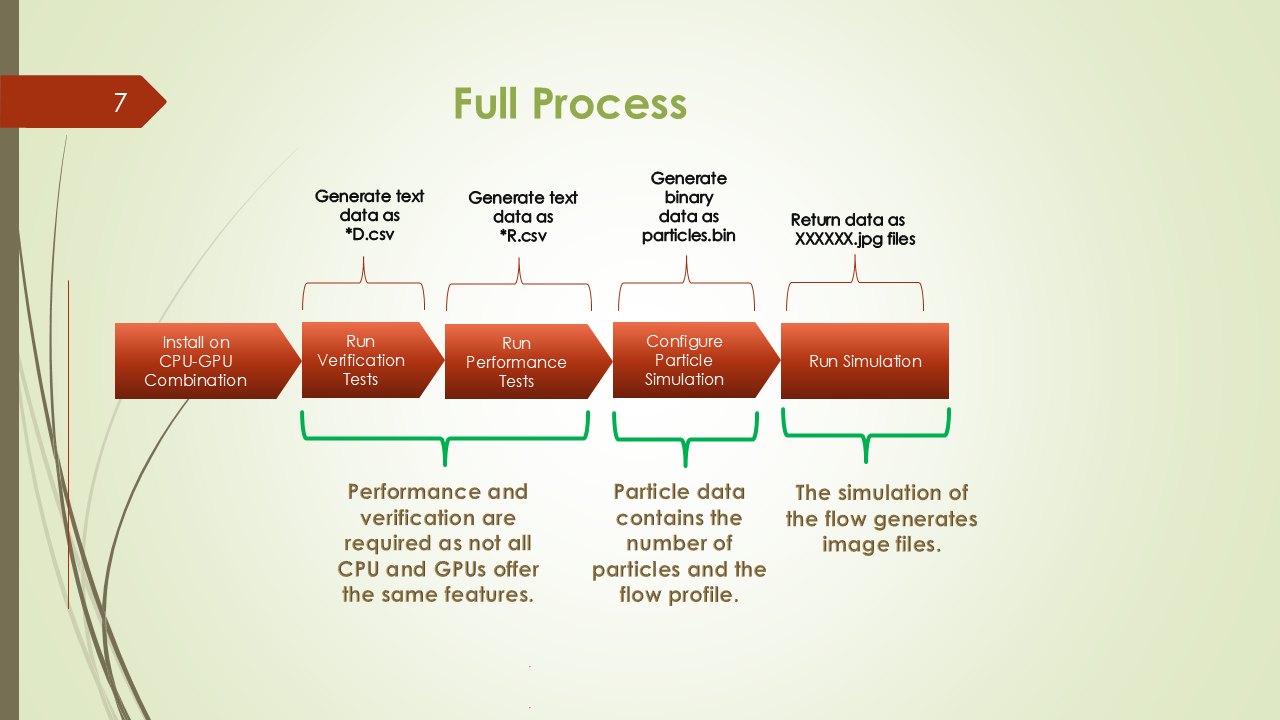 7
Full Process
Generate text
data as
*D.csv
Generate text
data as
*R.csv
Generate
binary
data as
particles.bin
Return data as
XXXXXX.jpg files
Install on
CPU-GPU
Combination
Run
Verification
Tests
Run
Performance
Tests
Configure
Particle
Simulation
Run Simulation
Performance and
verification are
required as not all
CPU and GPUs offer
the same features.
Particle data
contains the
number of
particles and the
flow profile.
The simulation of
the flow generates
image files.